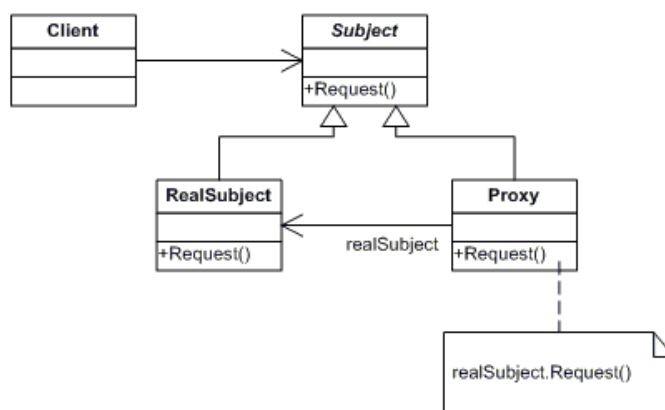 Client
Subject
+Request()
RealSubject
Proxy
realSubject
+Request()
+Request()
realSubject.Request()